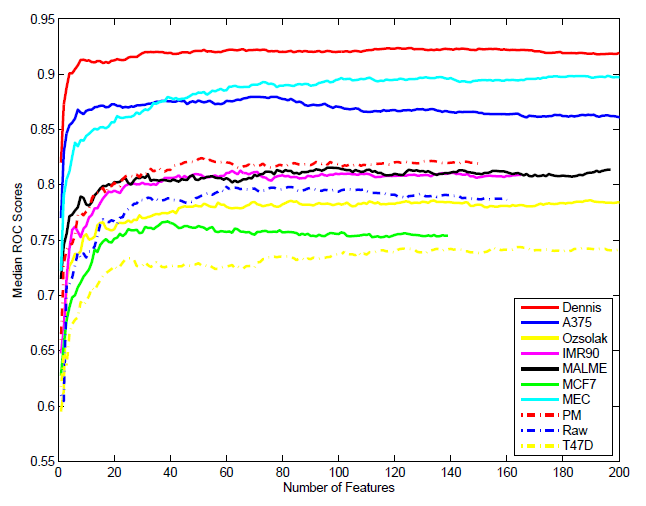 0.95
0.9
0.85
0.8
0.75
0.7
0.65
0.6
0.55
Median ROC Scores
0 20 40 60 80 100 120 140 160 180 200
Number of Features
Dennis
A375
Ozsolak
IMR90
MALME
MCF7
MEC
PM
Raw
T47D